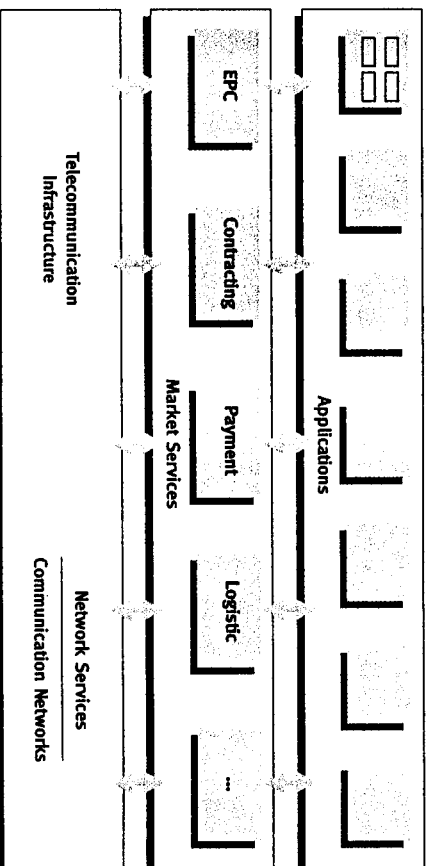 Applications
EPC
Contracting
Payment
Logistic
...
Market Services
Telecommunication
Infrastructure
Network Services
Communication Networks